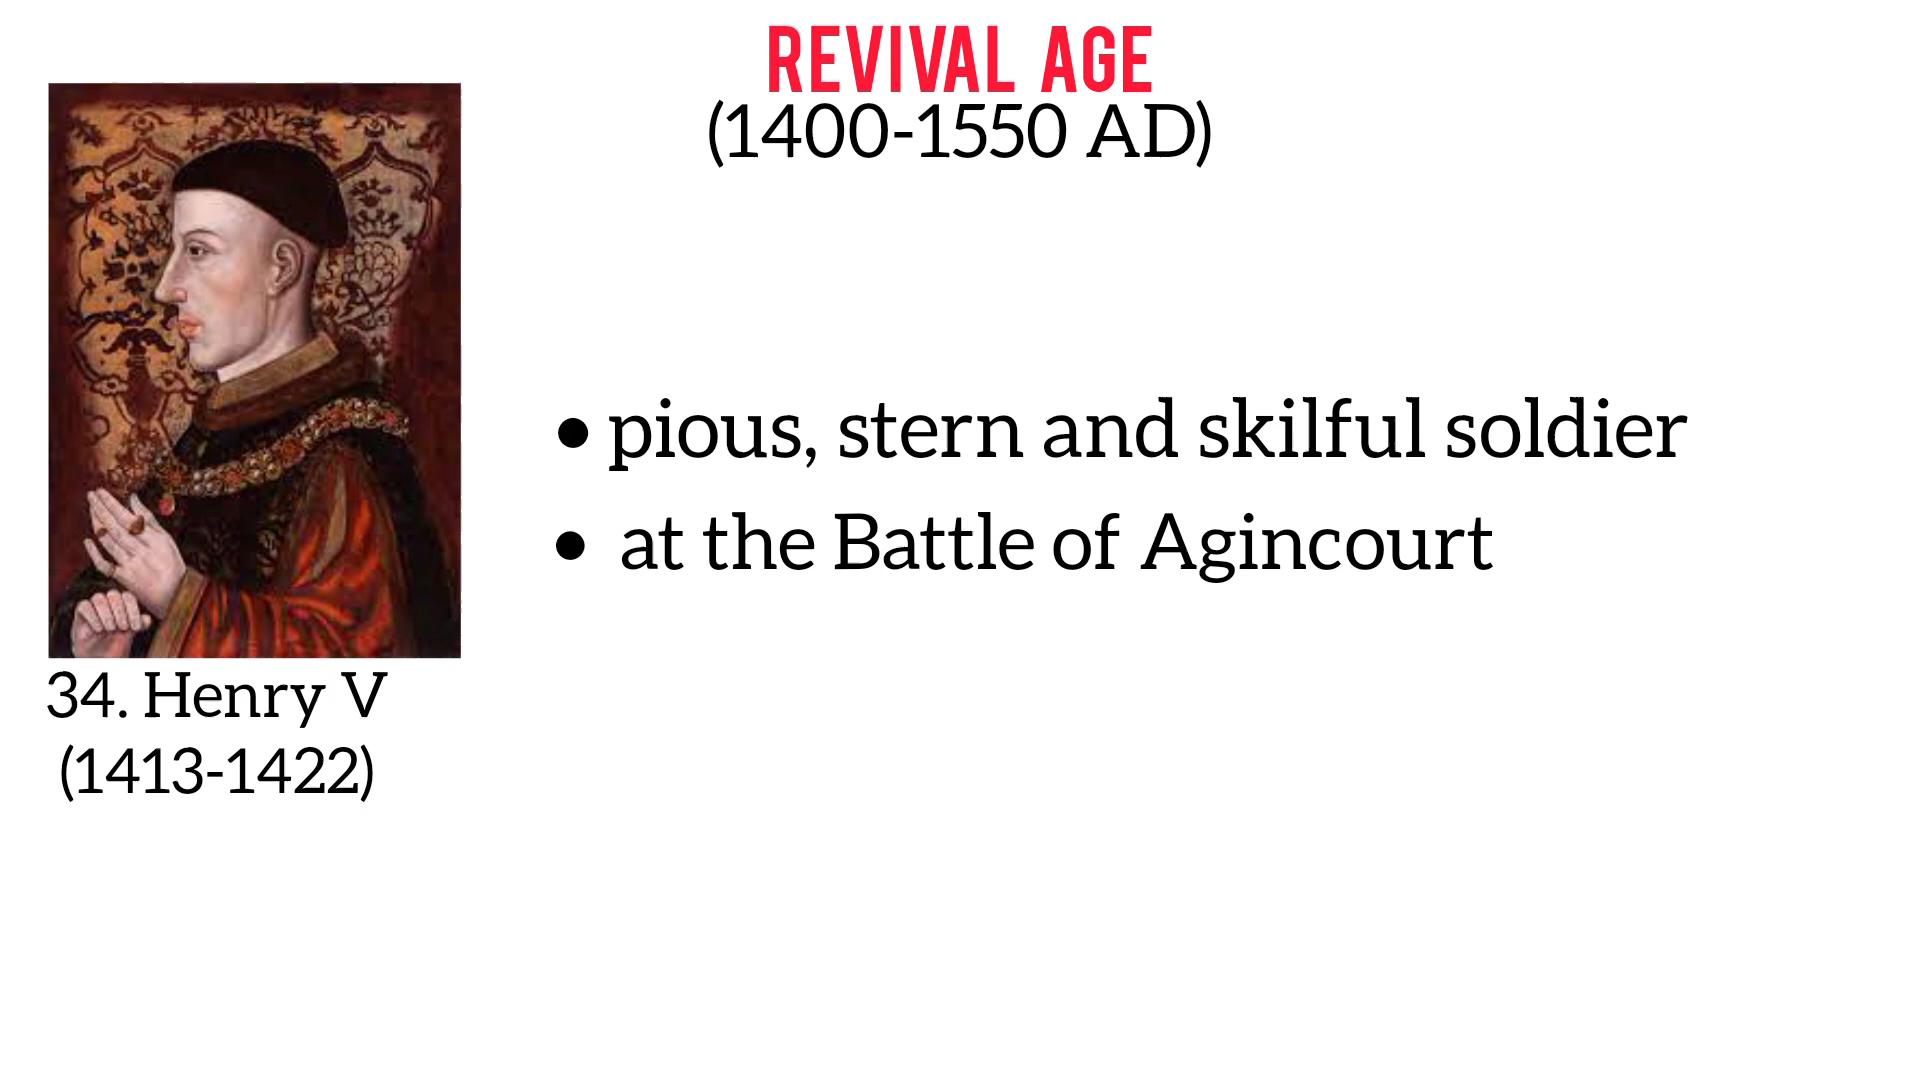 REVIVAL AGE
(1400-1550 AD)
• pious, stern and skilful soldier
• at the Battle of Agincourt
34. Henry V
(1413-1422)